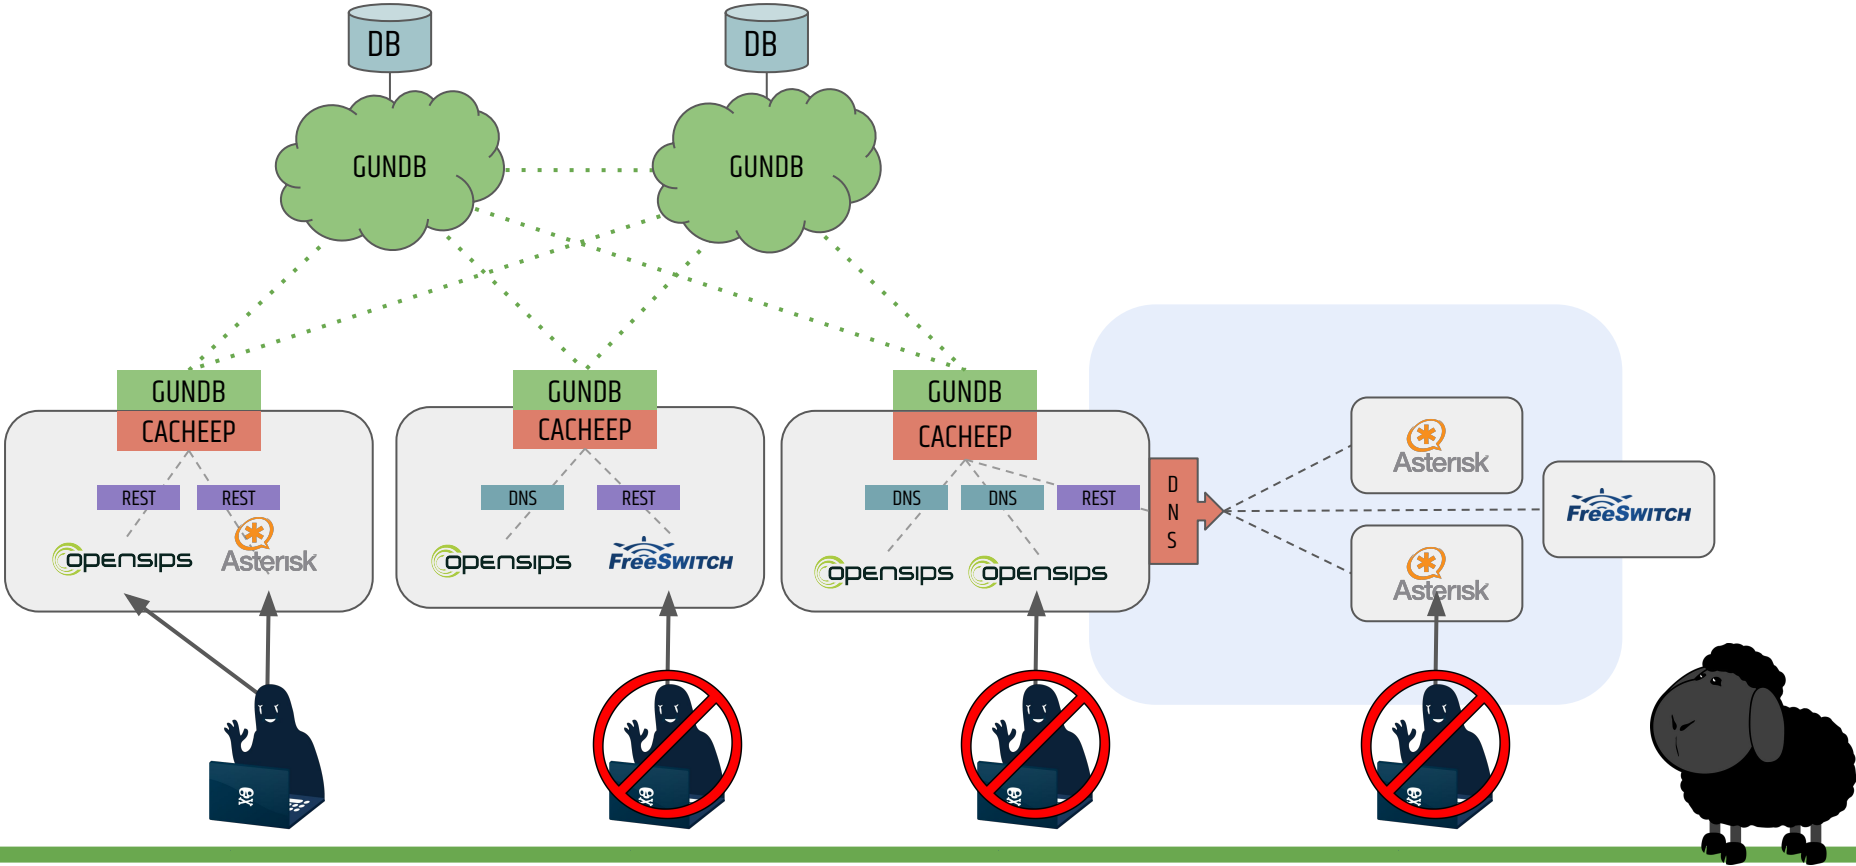 DB
DB
GUNDB
GUNDB
GUNDB
GUNDB
GUNDB
CACHEEP
CACHEEP
CACHEEP
REST
REST
DNS
REST
DNS
DNS
REST
D
N
S
Asterisk
FreeSWITCH
opensips
Asterisk
opensips
FreeSWITCH
opensips
opensips
Asterisk